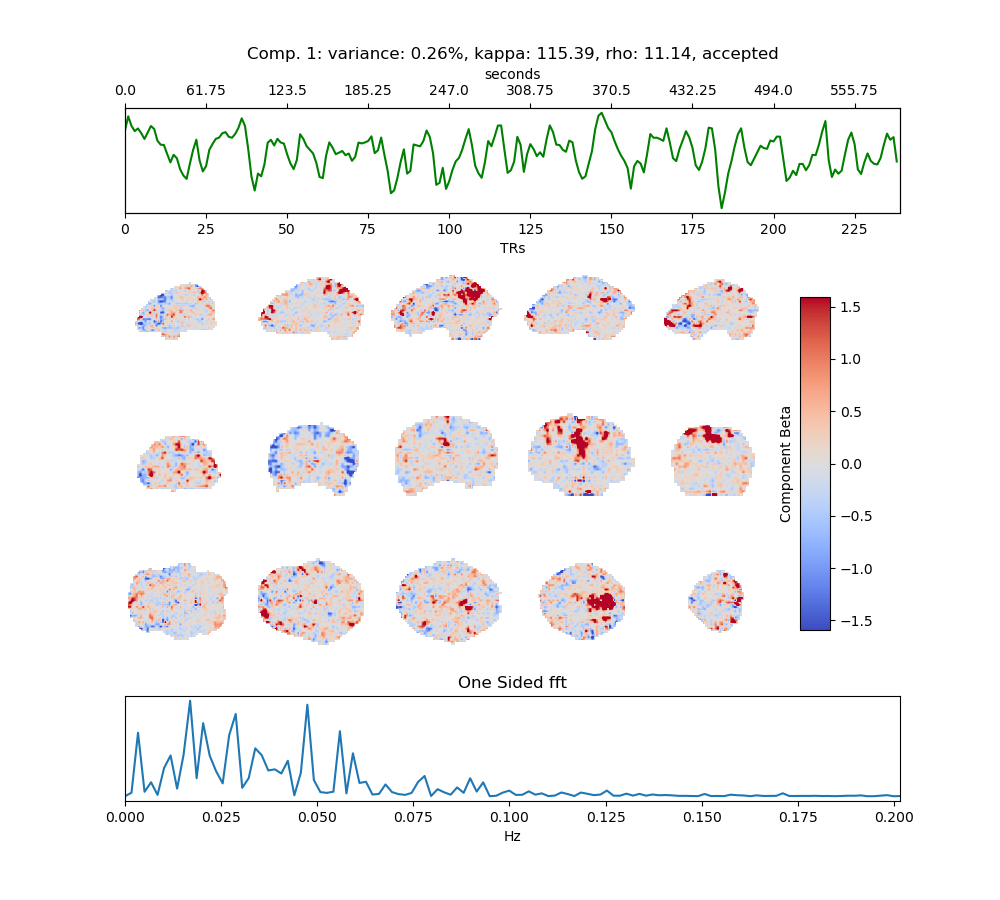 Comp. 1: variance: 0.26%, kappa: 115.39, rho: 11.14, accepted
seconds
0.0 61.75 123.5 185.25 247.0 308.75 370.5 432.25 494.0 555.75
0 25 50 75 100 125 150 175 200 225
TRs
1.5
1.0
0.5
0.0
−0.5
−1.0
−1.5
Component Beta
One Sided fft
0.000 0.025 0.050 0.075 0.100 0.125 0.150 0.175 0.200
Hz